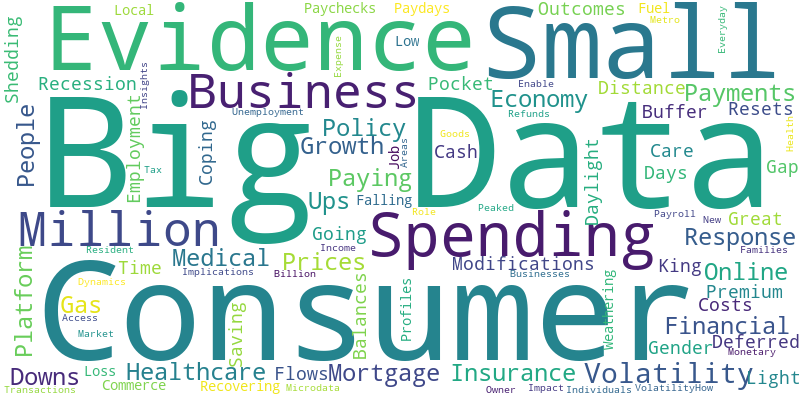 Evidence
Small
Big Data
Consumer
Spending
Business
Million
Local
Paychecks
Paydays
Outcomes
Fuel
Metro
Everyday
Shedding
Recession
Insights
Expense
Low
Pocket
Distance
Payments
Economy
Buffer
Resets
Unemployment
Enable
Refunds
Health
People
Employment
Tax
Coping
Policy
Growth
Job
Areas
Cash
Goods
Daylight
Care
Days
Gap
Paying
Ups
Falling
Role
Peaked
Payroll
New
Great
Families
Resident
Going
Income
Response
Platform
Medical
Time
Prices
Implications
Billion
Modifications
King
Online
Dynamics
Access
Gas
Market
Saving
Balances
Profiles
Weathering
Businesses
Premium
Costs
Financial
Deferred
Monetary
Gender
Downs
Loss
Healthcare
Flows
Mortgage
Insurance
Volatility
Light
Transactions
Commerce
Recovering
Microdata
Owner
Impact
Individuals
VolatilityHow